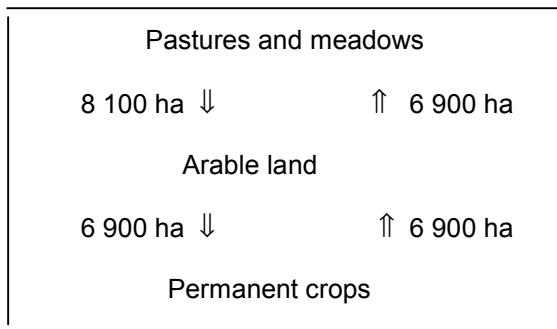 Pastures and meadows
8 100 ha ⇓ ⇑ 6 900 ha
Arable land
6 900 ha ⇓ ⇑ 6 900 ha
Permanent crops